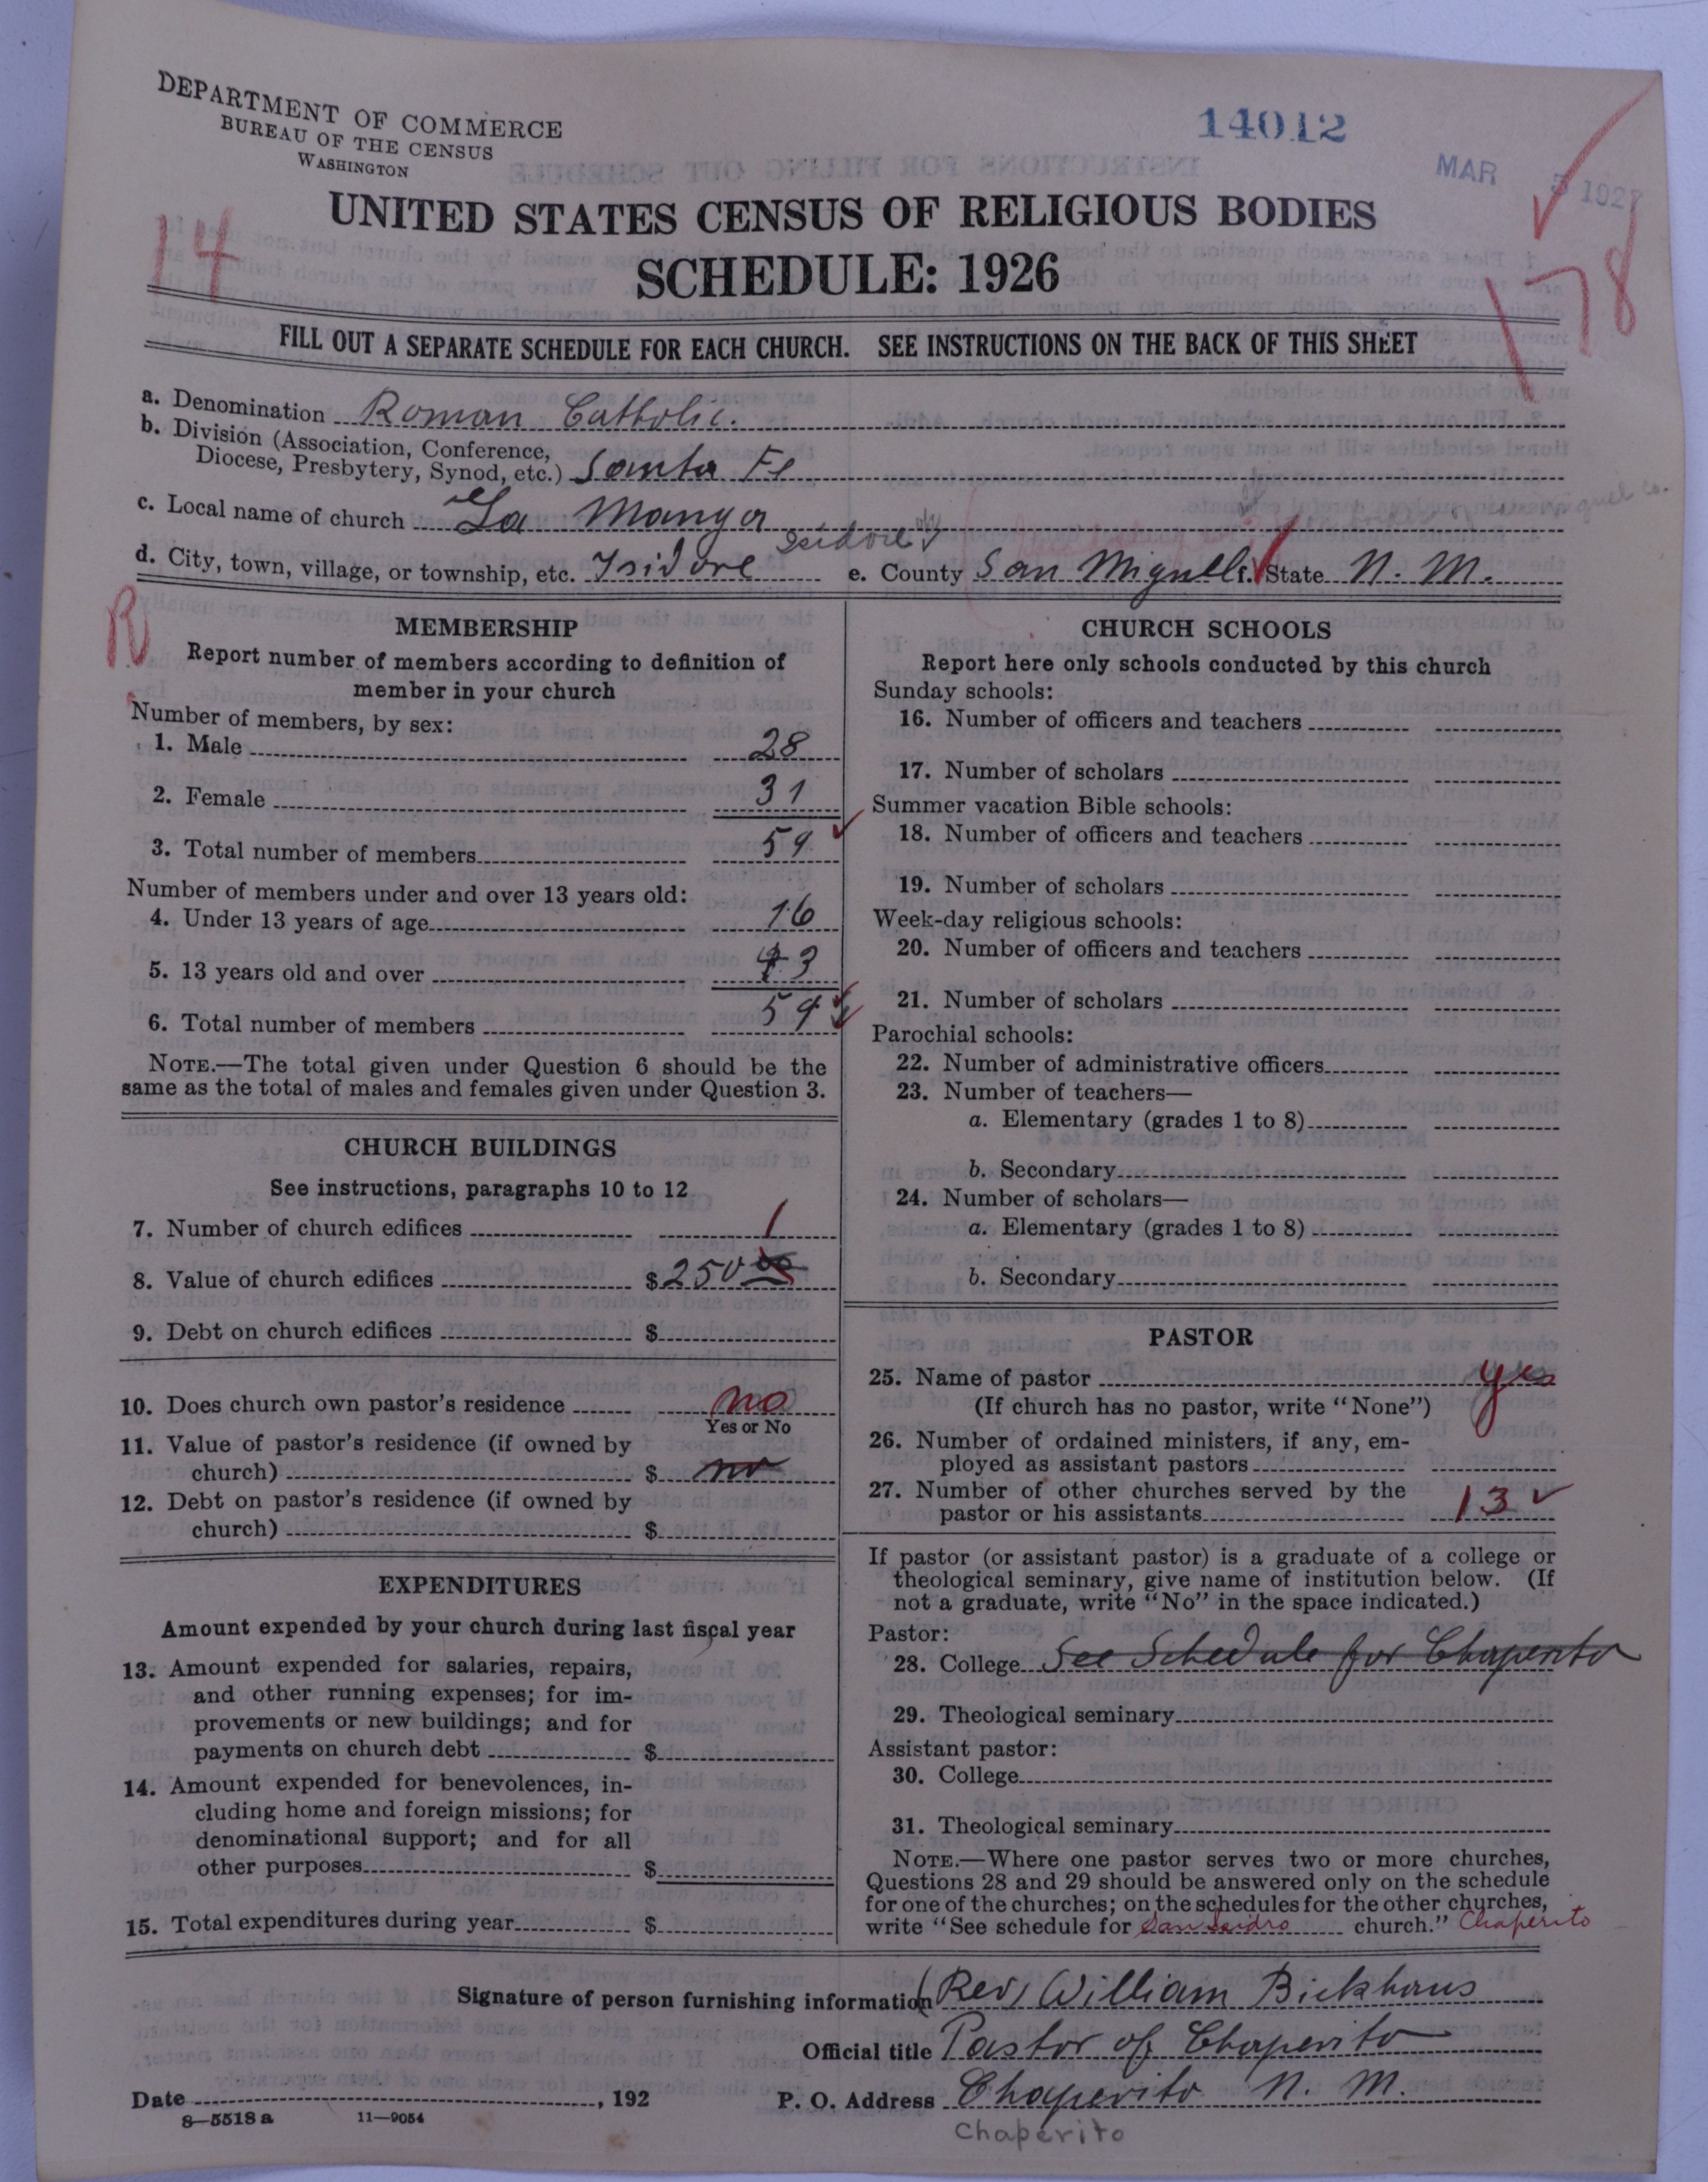 DEPARTMENT OF COMMERCE
BUREAU OF THE CENSUS
WASHINGTON
14012
MAR 5 1927
UNITED STATES CENSUS OF RELIGIOUS BODIES
14
SCHEDULE: 1926
178
FILL OUT A SEPARATE SCHEDULE FOR EACH CHURCH. SEE INSTRUCTIONS ON THE BACK OF THIS SHEET
a. Denomination Roman Catholic.
b. Division (Association, Conference,
Diocese, Presbytery, Synod, etc.) Santa Fe
c. Local name of church La Manga
Isidore
d. City, town, village, or township, etc. Isidore e. County San Miguel f. State N. M.
R
MEMBERSHIP
Report number of members according to definition of
member in your church
Number of members, by sex:
1. Male 28
2. Female 31
3. Total number of members 59
Number of members under and over 13 years old:
4. Under 13 years of age 16
5. 13 years old and over 43
6. Total number of members 59
NOTE.—The total given under Question 6 should be the
same as the total of males and females given under Question 3.
CHURCH BUILDINGS
See instructions, paragraphs 10 to 12
7. Number of church edifices 1
8. Value of church edifices $ 250 00
9. Debt on church edifices $
10. Does church own pastor's residence no
Yes or No
11. Value of pastor's residence (if owned by
church) $ no
12. Debt on pastor's residence (if owned by
church) $
EXPENDITURES
Amount expended by your church during last fiscal year
13. Amount expended for salaries, repairs,
and other running expenses; for im-
provements or new buildings; and for
payments on church debt $
14. Amount expended for benevolences, in-
cluding home and foreign missions; for
denominational support; and for all
other purposes $
15. Total expenditures during year $
CHURCH SCHOOLS
Report here only schools conducted by this church
Sunday schools:
16. Number of officers and teachers
17. Number of scholars
Summer vacation Bible schools:
18. Number of officers and teachers
19. Number of scholars
Week-day religious schools:
20. Number of officers and teachers
21. Number of scholars
Parochial schools:
22. Number of administrative officers
23. Number of teachers—
a. Elementary (grades 1 to 8)
b. Secondary
24. Number of scholars—
a. Elementary (grades 1 to 8)
b. Secondary
PASTOR
25. Name of pastor yes
(If church has no pastor, write "None")
26. Number of ordained ministers, if any, em-
ployed as assistant pastors
27. Number of other churches served by the
pastor or his assistants 13
If pastor (or assistant pastor) is a graduate of a college or
theological seminary, give name of institution below. (If
not a graduate, write "No" in the space indicated.)
Pastor:
28. College See Schedule for Chaperito
29. Theological seminary
Assistant pastor:
30. College
31. Theological seminary
NOTE.—Where one pastor serves two or more churches,
Questions 28 and 29 should be answered only on the schedule
for one of the churches; on the schedules for the other churches,
write "See schedule for San Isidro church." Chaperito
Signature of person furnishing information (Rev) William Bickhaus
Official title Pastor of Chaperito
Date , 192 P. O. Address Chaperito N. M.
8—5518 a 11—9054
Chaperito